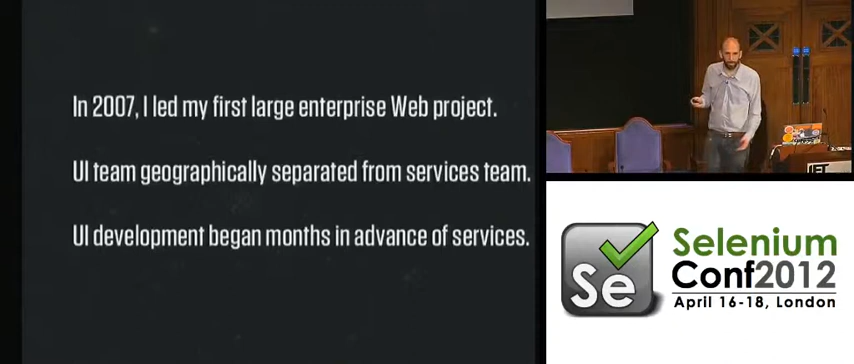 In 2007, I led my first large enterprise Web project.
UI team geographically separated from services team.
UI development began months in advance of services.
IET
Se
Selenium
Conf2012
April 16-18, London